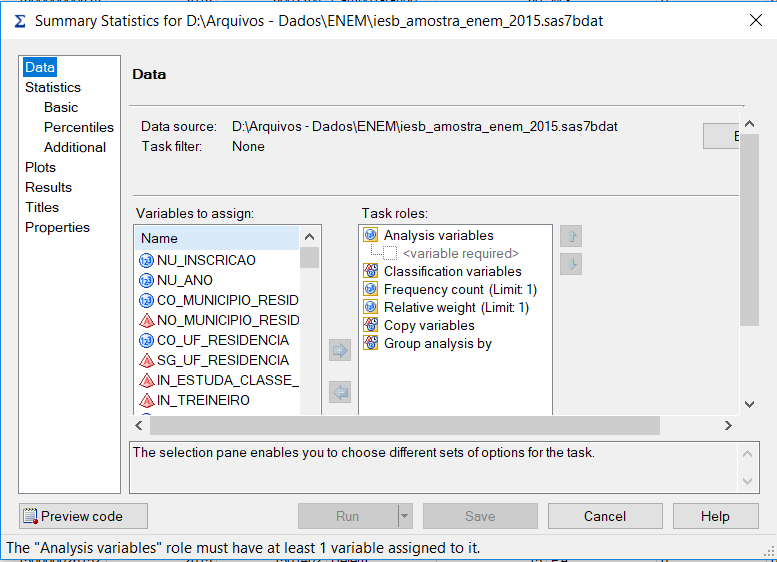 Summary Statistics for D:\Arquivos - Dados\ENEM\iesb_amostra_enem_2015.sas7bdat
Data
Statistics
Basic
Percentiles
Additional
Plots
Results
Titles
Properties
Data
Data source: D:\Arquivos - Dados\ENEM\iesb_amostra_enem_2015.sas7bdat
Task filter: None
Variables to assign:
Name
NU_INSCRICAO
NU_ANO
CO_MUNICIPIO_RESID
NO_MUNICIPIO_RESID
CO_UF_RESIDENCIA
SG_UF_RESIDENCIA
IN_ESTUDA_CLASSE_
IN_TREINEIRO
Task roles:
Analysis variables
<variable required>
Classification variables
Frequency count (Limit: 1)
Relative weight (Limit: 1)
Copy variables
Group analysis by
The selection pane enables you to choose different sets of options for the task.
Preview code
Run
Save
Cancel
Help
The "Analysis variables" role must have at least 1 variable assigned to it.